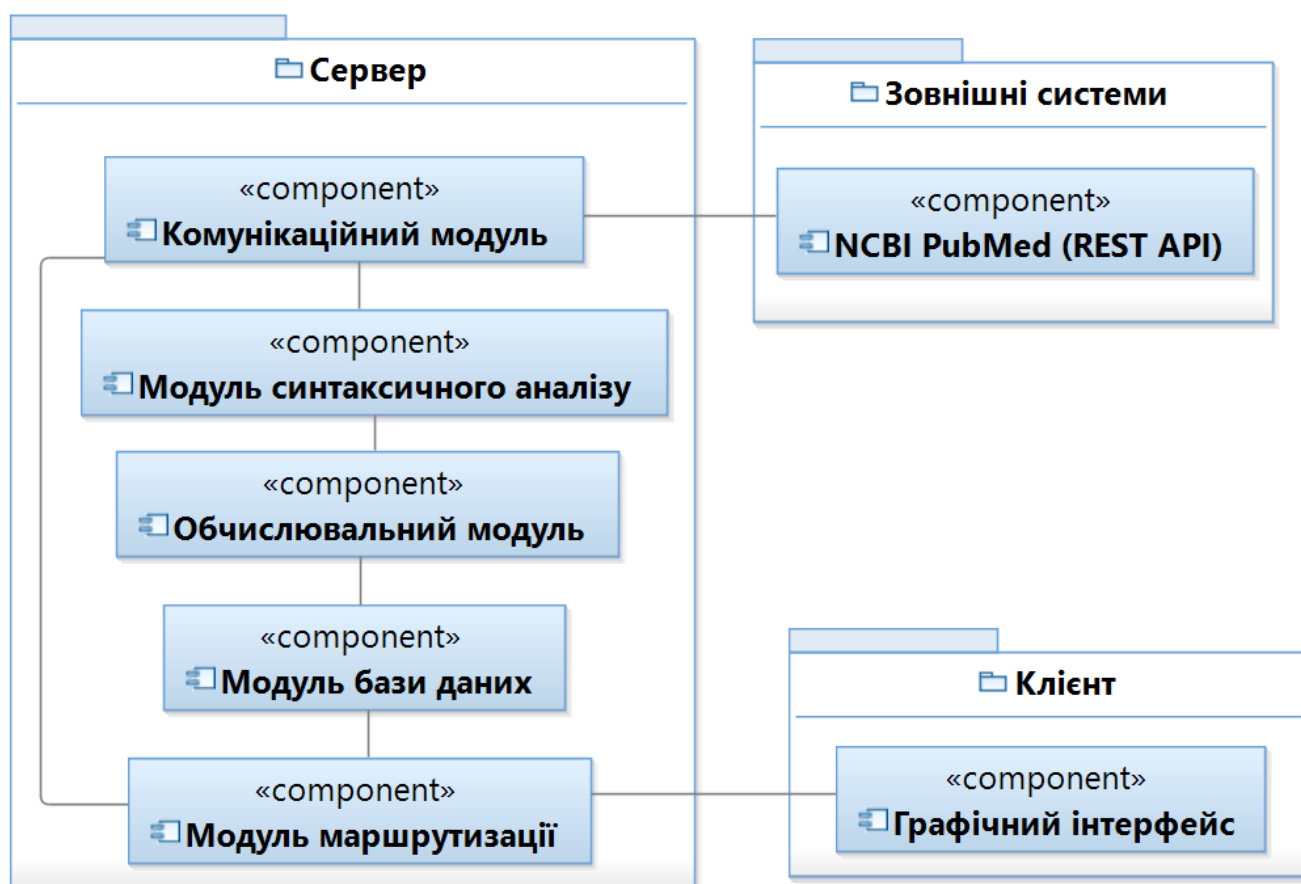 Сервер
«component»
Комунікаційний модуль
«component»
Модуль синтаксичного аналізу
«component»
Обчислювальний модуль
«component»
Модуль бази даних
«component»
Модуль маршрутизації
Зовнішні системи
«component»
NCBI PubMed (REST API)
Клієнт
«component»
Графічний інтерфейс